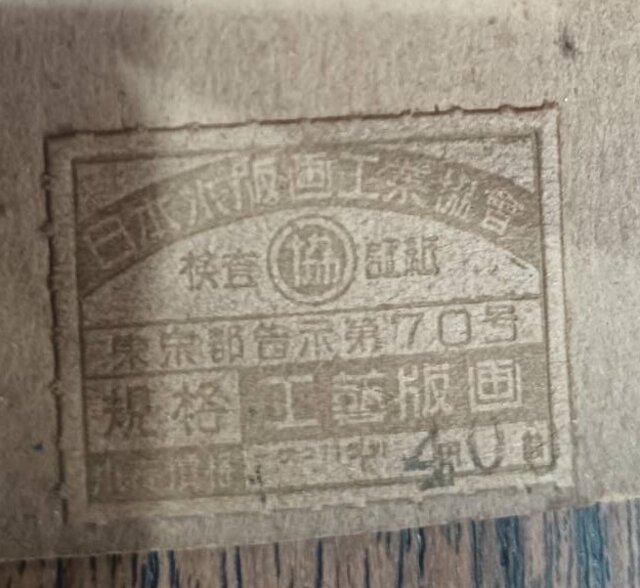 日本木版画工業協會
検査 協 証紙
東京都告示第７０号
規格 工藝版画